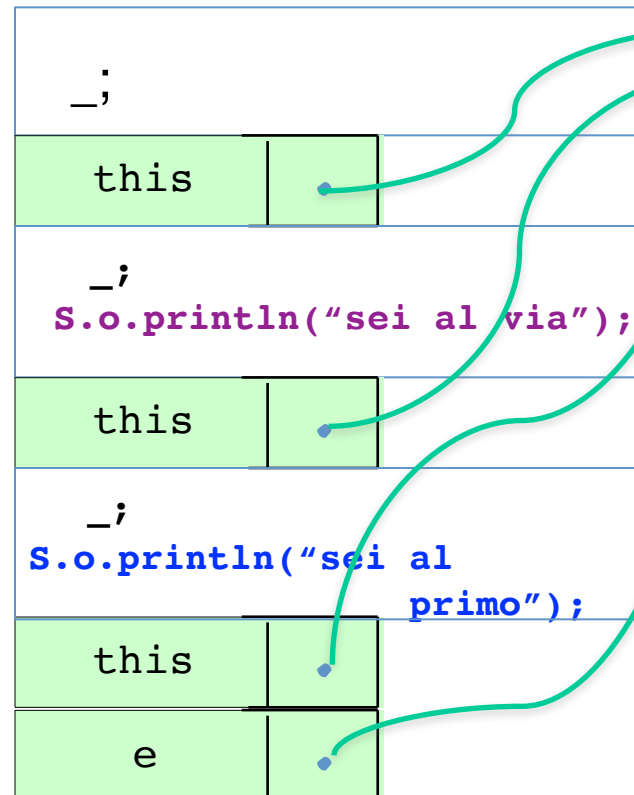 _;
this
_;
S.o.println(“sei al via”);
this
_;
S.o.println(“sei al
primo”);
this
e